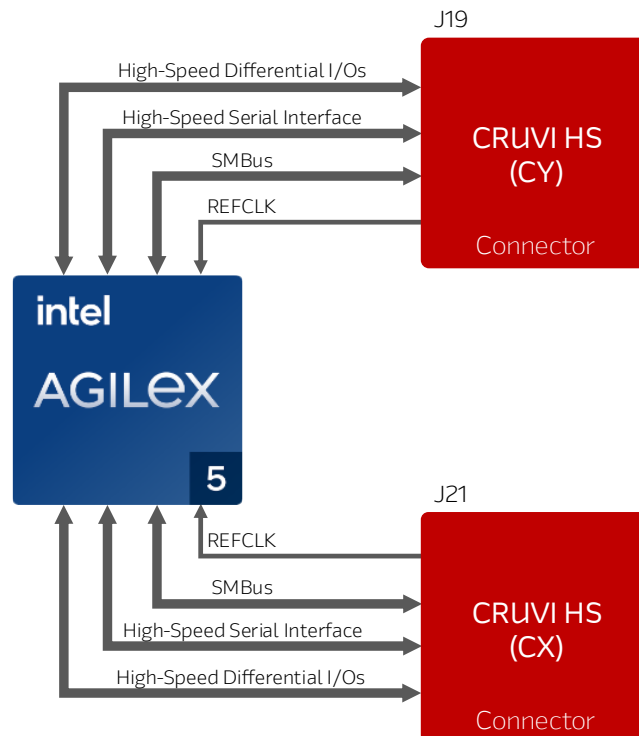 J19
High-Speed Differential I/Os
High-Speed Serial Interface
SMBus
REFCLK
CRUVI HS
(CY)
Connector
intel
AGILEX
5
J21
REFCLK
SMBus
High-Speed Serial Interface
High-Speed Differential I/Os
CRUVI HS
(CX)
Connector